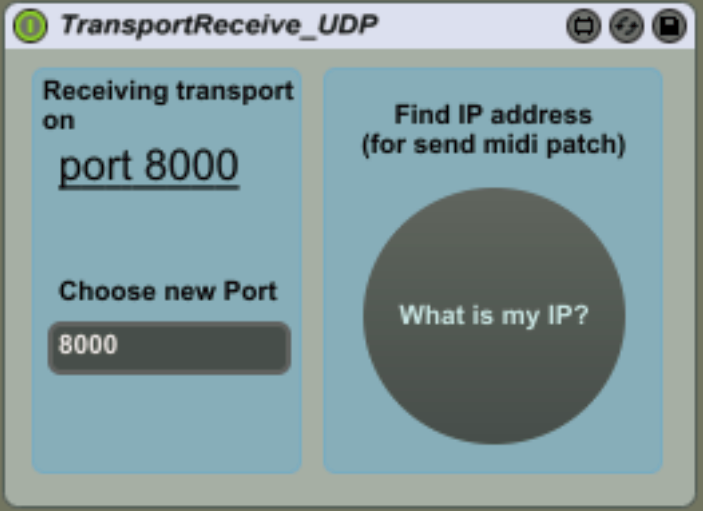 TransportReceive_UDP
Receiving transport
on
port 8000
Choose new Port
8000
Find IP address
(for send midi patch)
What is my IP?